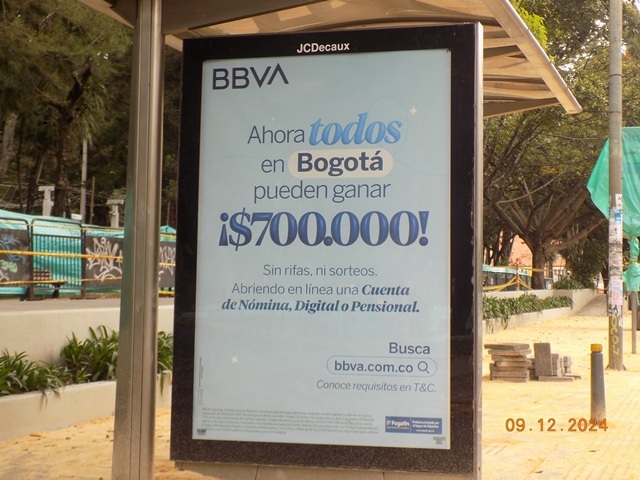 JCDecaux
BBVA
Ahora todos
en Bogotá
pueden ganar
¡$700.000!
Sin rifas, ni sorteos.
Abriendo en línea una Cuenta
de Nómina, Digital o Pensional.
Busca
bbva.com.co
Conoce requisitos en T&C.
Fogafín
09.12.2024